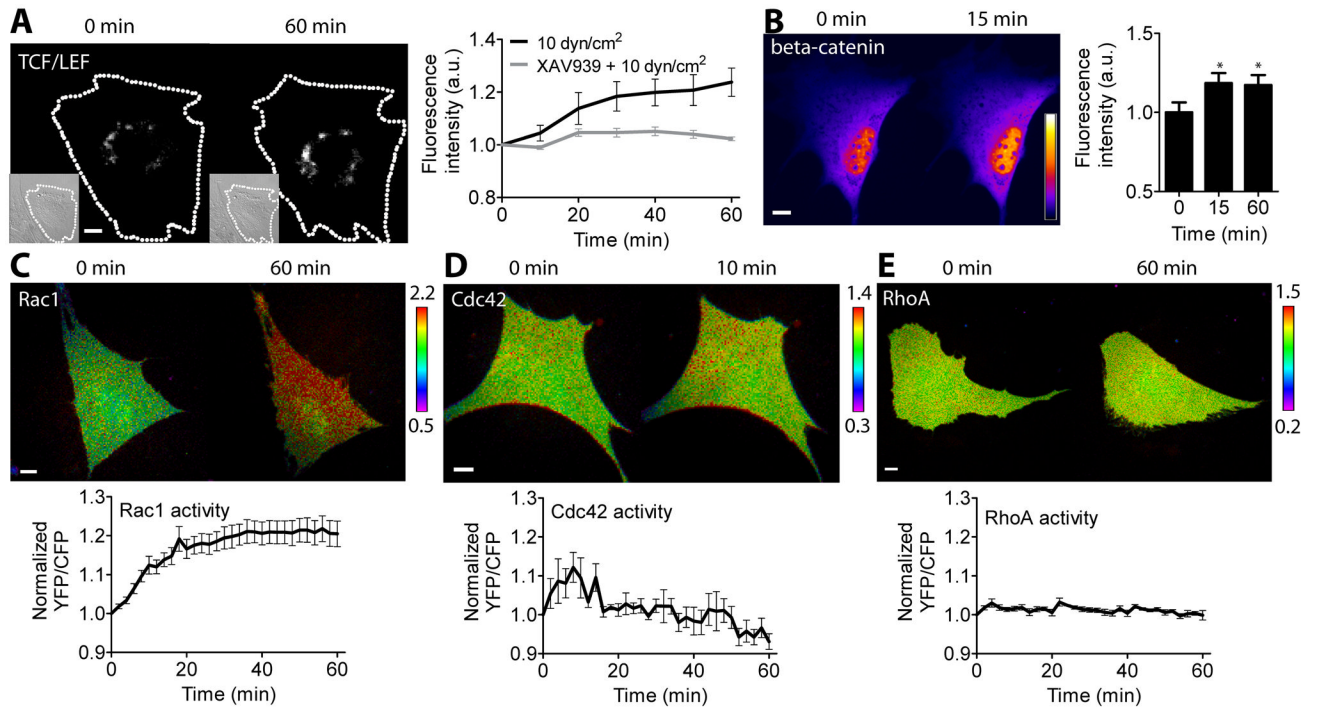 A
0 min
60 min
TCF/LEF
1.4
1.2
1.0
0.8
Fluorescence
intensity (a.u.)
10 dyn/cm²
XAV939 + 10 dyn/cm²
0
20
40
60
Time (min)
B
0 min
15 min
beta-catenin
1.5
1.0
0.5
Fluorescence
intensity (a.u.)
*
*
0
15
60
Time (min)
C
0 min
60 min
Rac1
2.2
0.5
1.3
1.2
1.1
1.0
0.9
Normalized
YFP/CFP
Rac1 activity
0
20
40
60
Time (min)
D
0 min
10 min
Cdc42
1.4
0.3
1.3
1.2
1.1
1.0
0.9
Normalized
YFP/CFP
Cdc42 activity
0
20
40
60
Time (min)
E
0 min
60 min
RhoA
1.5
0.2
1.3
1.2
1.1
1.0
0.9
Normalized
YFP/CFP
RhoA activity
0
20
40
60
Time (min)